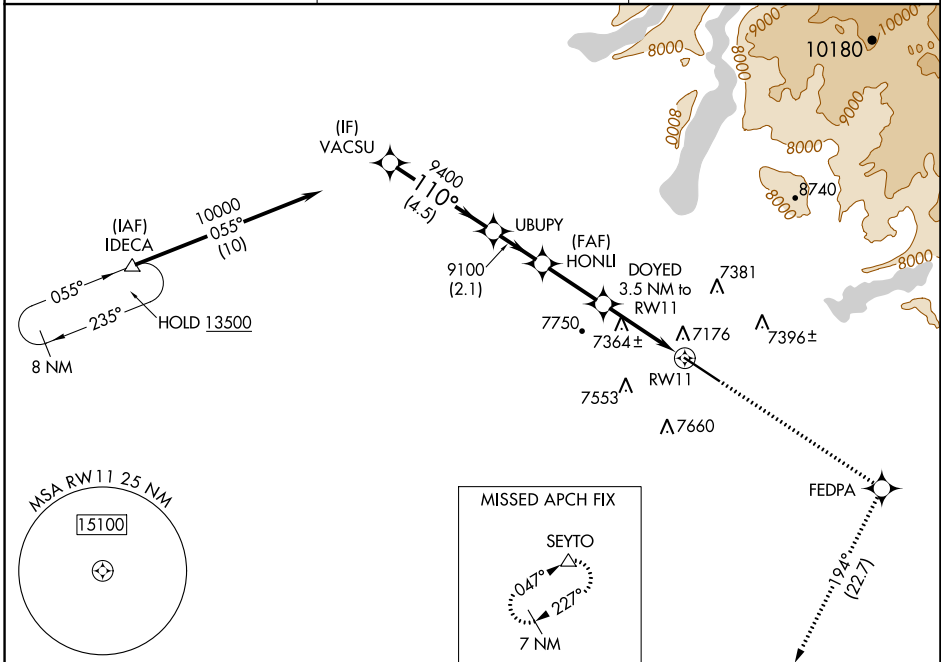 10000
9000
8000
8000
10180
9000
8000
8000
8740
8000
8000
(IF)
VACSU
9400
110°
(4.5)
UBUPY
9100
(2.1)
(FAF)
HONLI
DOYED
3.5 NM to
RW11
(IAF)
IDECA
10000
055°
(10)
055°
235°
HOLD 13500
8 NM
7381
7750
7364±
7176
7396±
RW11
7553
7660
FEDPA
194°
(22.7)
MSA RW11 25 NM
15100
MISSED APCH FIX
SEYTO
047°
227°
7 NM